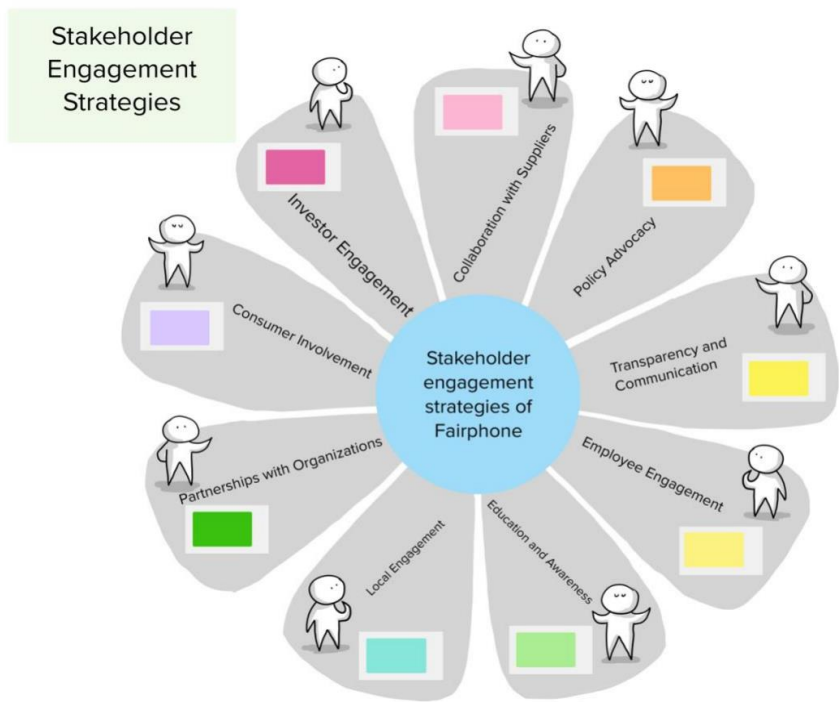 Stakeholder
Engagement
Strategies
Collaboration with Suppliers
Policy Advocacy
Transparency and
Communication
Employee Engagement
Education and Awareness
Local Engagement
Partnerships with Organizations
Consumer Involvement
Investor Engagement
Stakeholder
engagement
strategies of
Fairphone